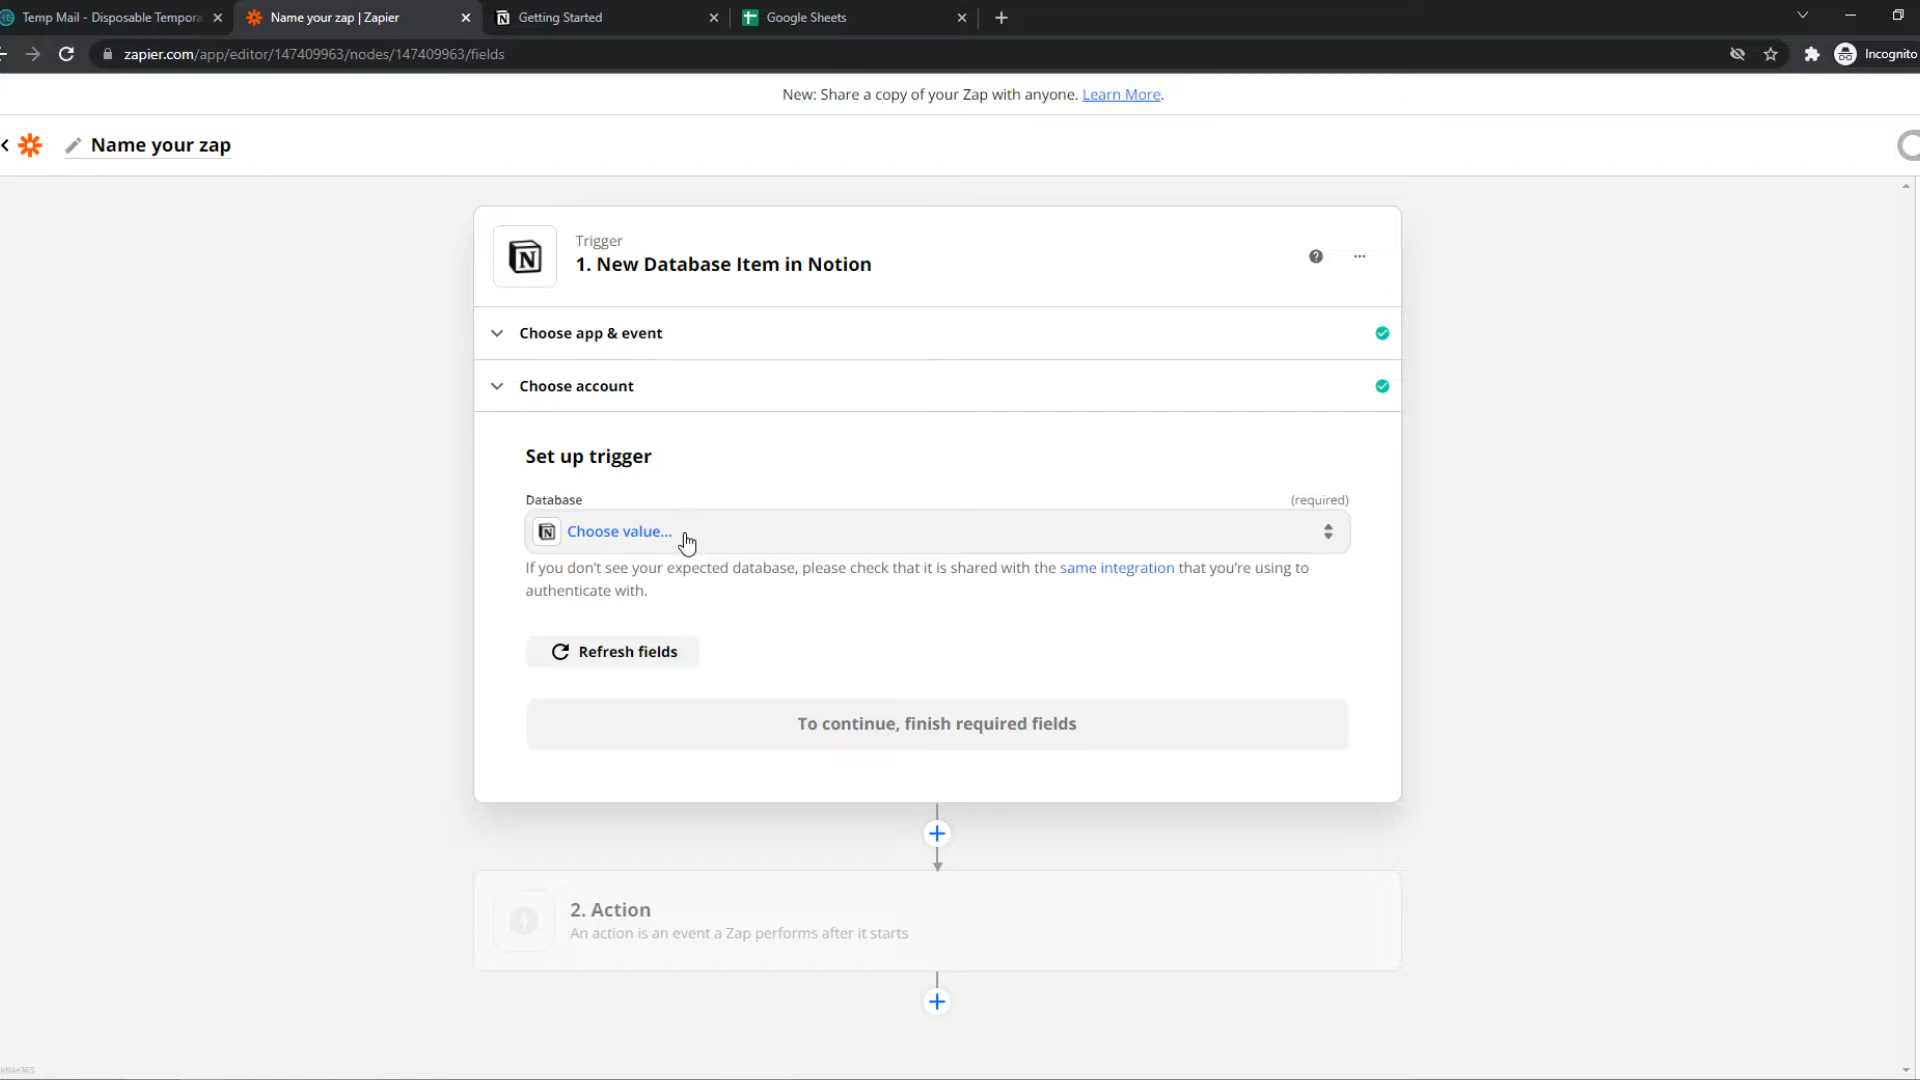 Temp Mail - Disposable Tempora
Name your zap | Zapier
Getting Started
Google Sheets
zapier.com/app/editor/147409963/nodes/147409963/fields
Incognito
New: Share a copy of your Zap with anyone. Learn More.
Name your zap
Trigger
1. New Database Item in Notion
Choose app & event
Choose account
Set up trigger
Database
(required)
Choose value...
If you don't see your expected database, please check that it is shared with the same integration that you're using to
authenticate with.
Refresh fields
To continue, finish required fields
2. Action
An action is an event a Zap performs after it starts